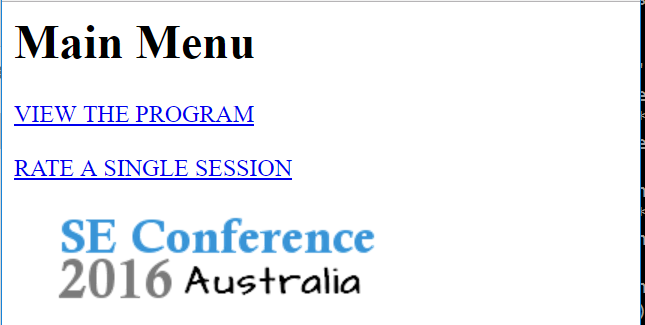 Main Menu
VIEW THE PROGRAM
RATE A SINGLE SESSION
SE Conference
2016 Australia